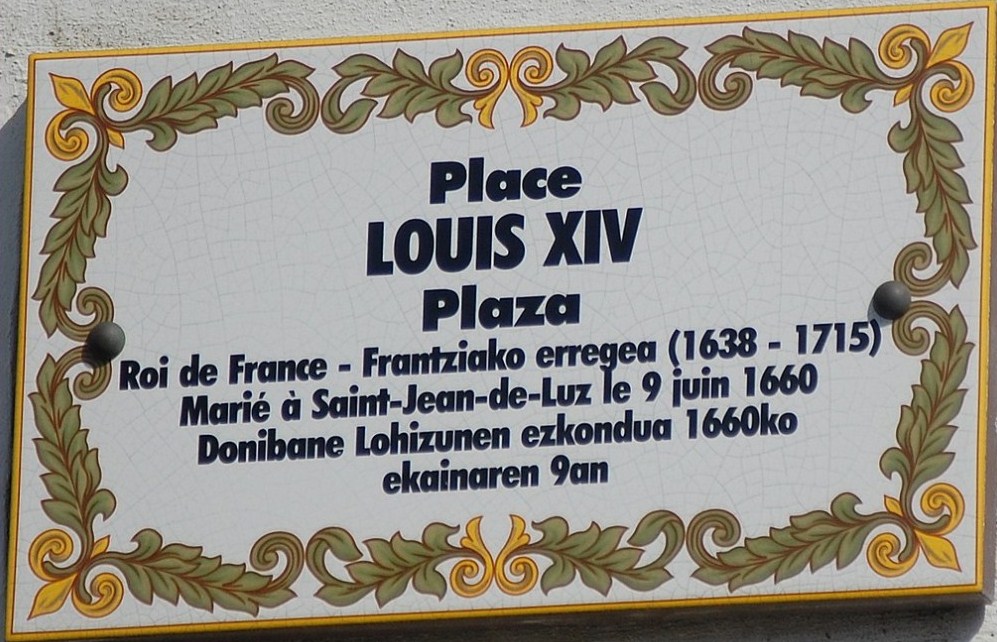 Place
LOUIS XIV
Plaza
Roi de France - Frantziako erregea (1638 - 1715)
Marié à Saint-Jean-de-Luz le 9 juin 1660
Donibane Lohizunen ezkondua 1660ko
ekainaren 9an